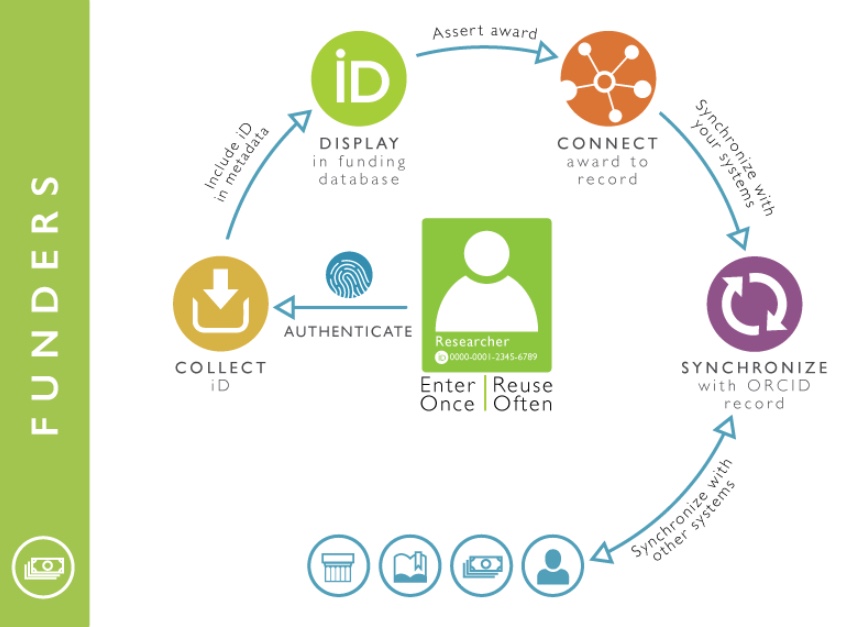 FUNDERS
iD
DISPLAY
in funding
database
Assert award
CONNECT
award to
record
Include iD
in metadata
Synchronize with
your systems
COLLECT
iD
AUTHENTICATE
Researcher
iD 0000-0001-2345-6789
Enter Once | Reuse Often
SYNCHRONIZE
with ORCID
record
Synchronize with
other systems